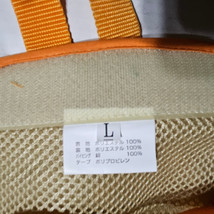 L
表地 ポリエステル 100%
裏地 ポリエステル 100%
綿 100%
テープ ポリプロピレン